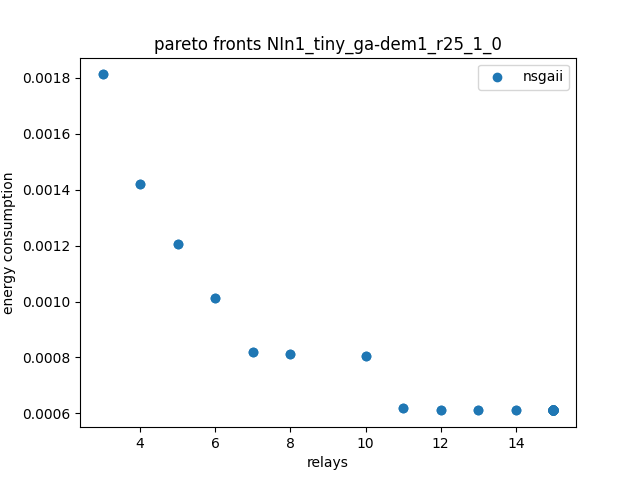 pareto fronts NIn1_tiny_ga-dem1_r25_1_0
nsgaii
0.0018
0.0016
0.0014
0.0012
0.0010
0.0008
0.0006
energy consumption
4 6 8 10 12 14
relays